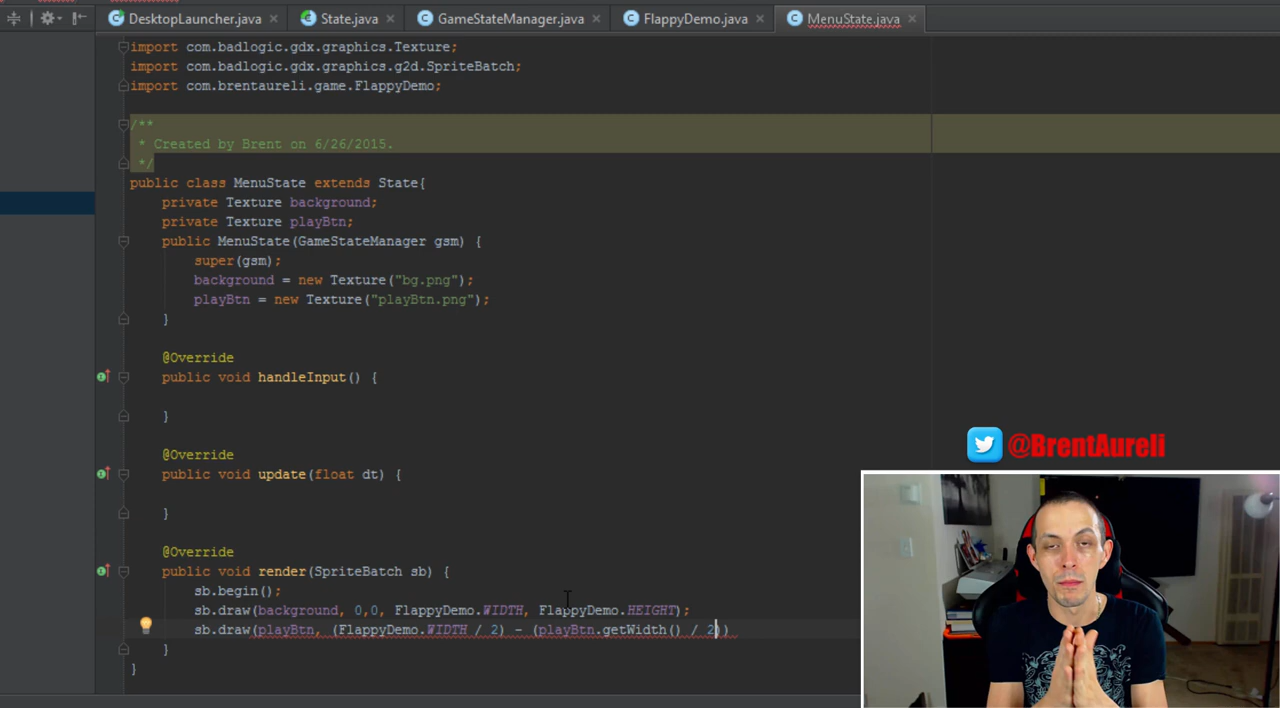 DesktopLauncher.java State.java GameStateManager.java FlappyDemo.java MenuState.java
import com.badlogic.gdx.graphics.Texture;
import com.badlogic.gdx.graphics.g2d.SpriteBatch;
import com.brentaureli.game.FlappyDemo;
/**
* Created by Brent on 6/26/2015.
*/
public class MenuState extends State{
private Texture background;
private Texture playBtn;
public MenuState(GameStateManager gsm) {
super(gsm);
background = new Texture("bg.png");
playBtn = new Texture("playBtn.png");
}
@Override
public void handleInput() {
}
@Override
public void update(float dt) {
}
@Override
public void render(SpriteBatch sb) {
sb.begin();
sb.draw(background, 0,0, FlappyDemo.WIDTH, FlappyDemo.HEIGHT);
sb.draw(playBtn, (FlappyDemo.WIDTH / 2) - (playBtn.getWidth() / 2))
}
}
@BrentAureli